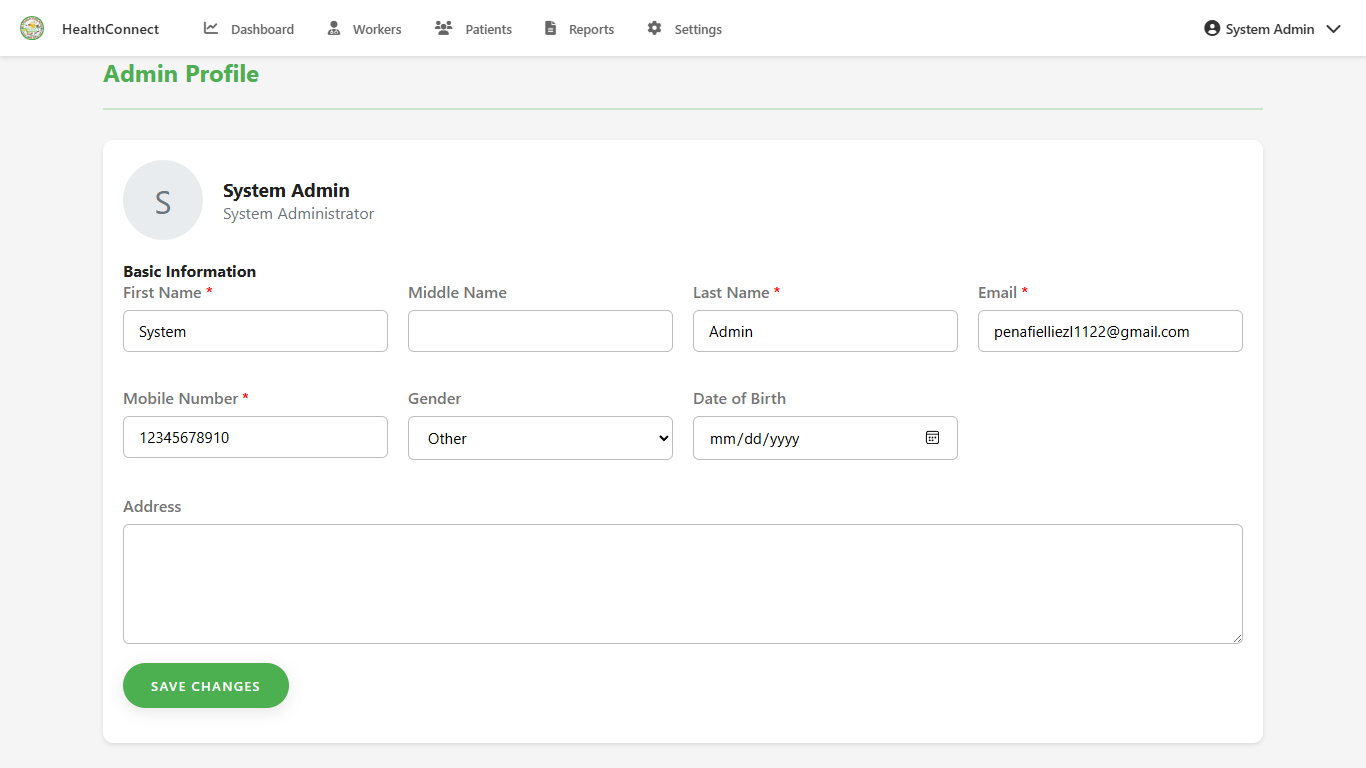 HealthConnect Dashboard Workers Patients Reports Settings System Admin
Admin Profile
S
System Admin
System Administrator
Basic Information
First Name * Middle Name Last Name * Email *
System Admin penafielliezl1122@gmail.com
Mobile Number * Gender Date of Birth
12345678910 Other mm/dd/yyyy
Address
SAVE CHANGES